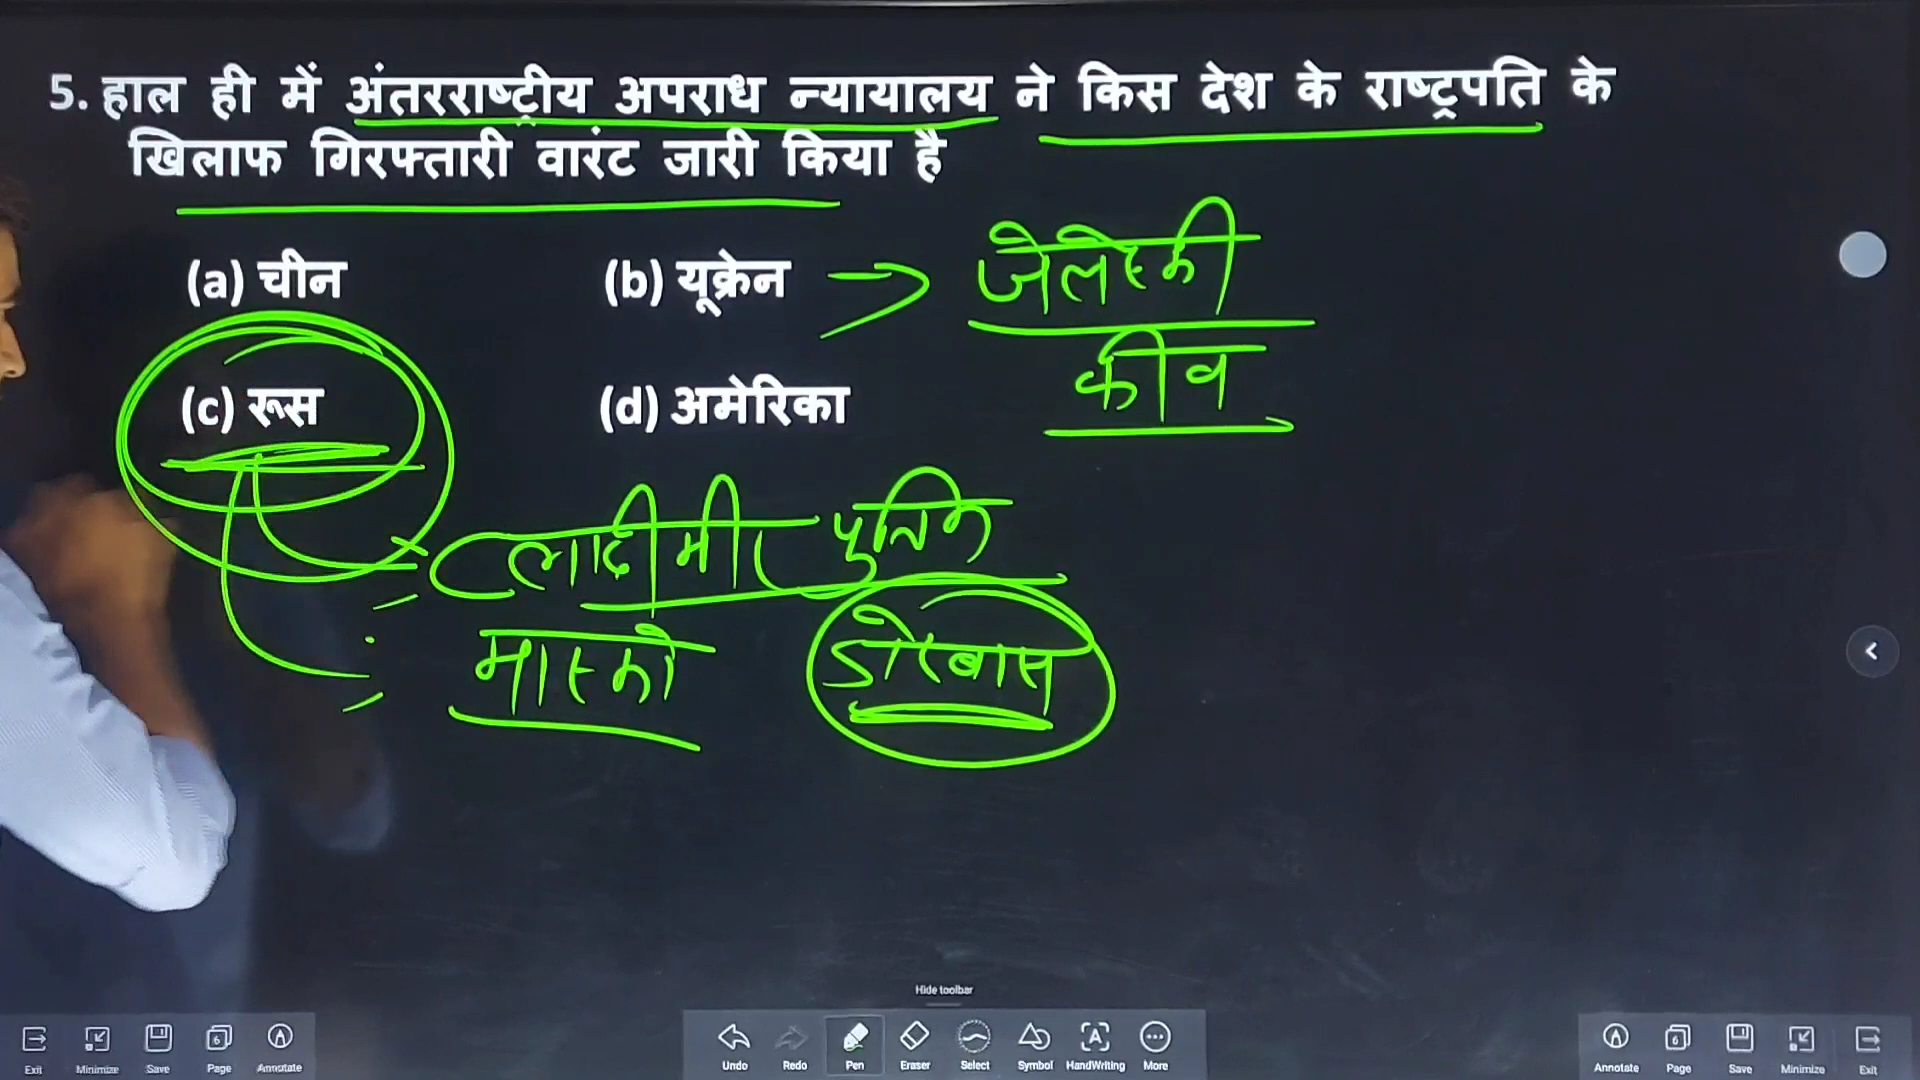 5. हाल ही में अंतरराष्ट्रीय अपराध न्यायालय ने किस देश के राष्ट्रपति के
खिलाफ गिरफ्तारी वारंट जारी किया है
(a) चीन (b) यूक्रेन → जेलेस्की
कीव
(c) रूस (d) अमेरिका
ब्लादीमीर पुतिन
मास्को डोनबास
Hide toolbar
Exit Minimize Save Page Annotate Undo Redo Pen Eraser Select Symbol HandWriting More Annotate Page Save Minimize Exit